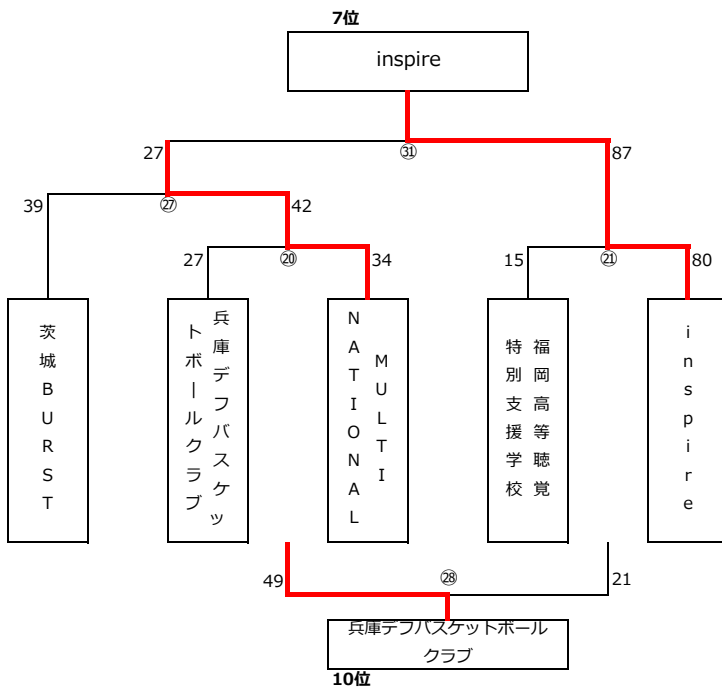 7位
inspire
27
㉛
87
39
㉗
42
27
⑳
34
15
㉑
80
茨城BURST
兵庫デフバスケッ
トボールクラブ
MULTI
NATIONAL
福岡高等聴覚
特別支援学校
inspire
49
㉘
21
兵庫デフバスケットボール
クラブ
10位